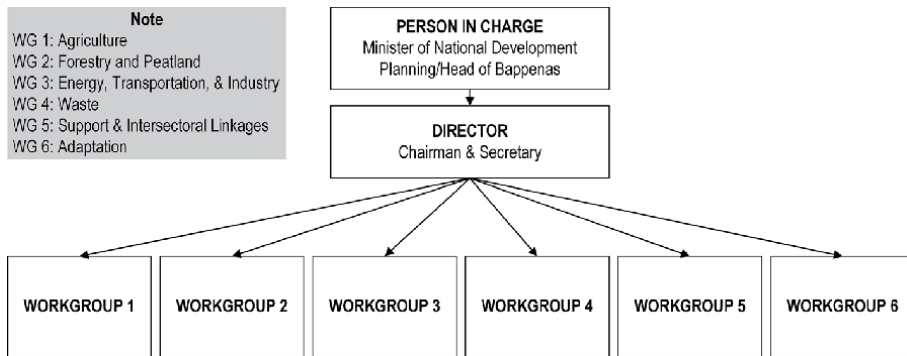 Note
WG 1: Agriculture
WG 2: Forestry and Peatland
WG 3: Energy, Transportation, & Industry
WG 4: Waste
WG 5: Support & Intersectoral Linkages
WG 6: Adaptation
PERSON IN CHARGE
Minister of National Development
Planning/Head of Bappenas
DIRECTOR
Chairman & Secretary
WORKGROUP 1
WORKGROUP 2
WORKGROUP 3
WORKGROUP 4
WORKGROUP 5
WORKGROUP 6